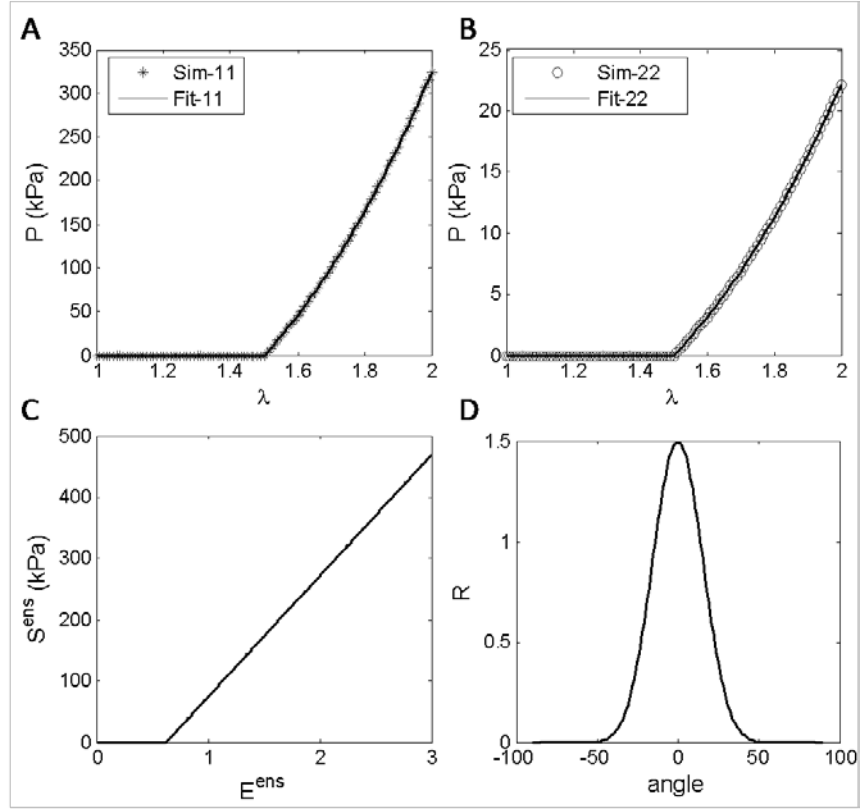 A
350
300
250
200
150
100
50
0
P (kPa)
Sim-11
Fit-11
1
1.2
1.4
1.6
1.8
2
λ
B
25
20
15
10
5
0
P (kPa)
Sim-22
Fit-22
1
1.2
1.4
1.6
1.8
2
λ
C
500
400
300
200
100
0
S^ens (kPa)
0
1
2
3
E^ens
D
1.5
1
0.5
0
R
-100
-50
0
50
100
angle